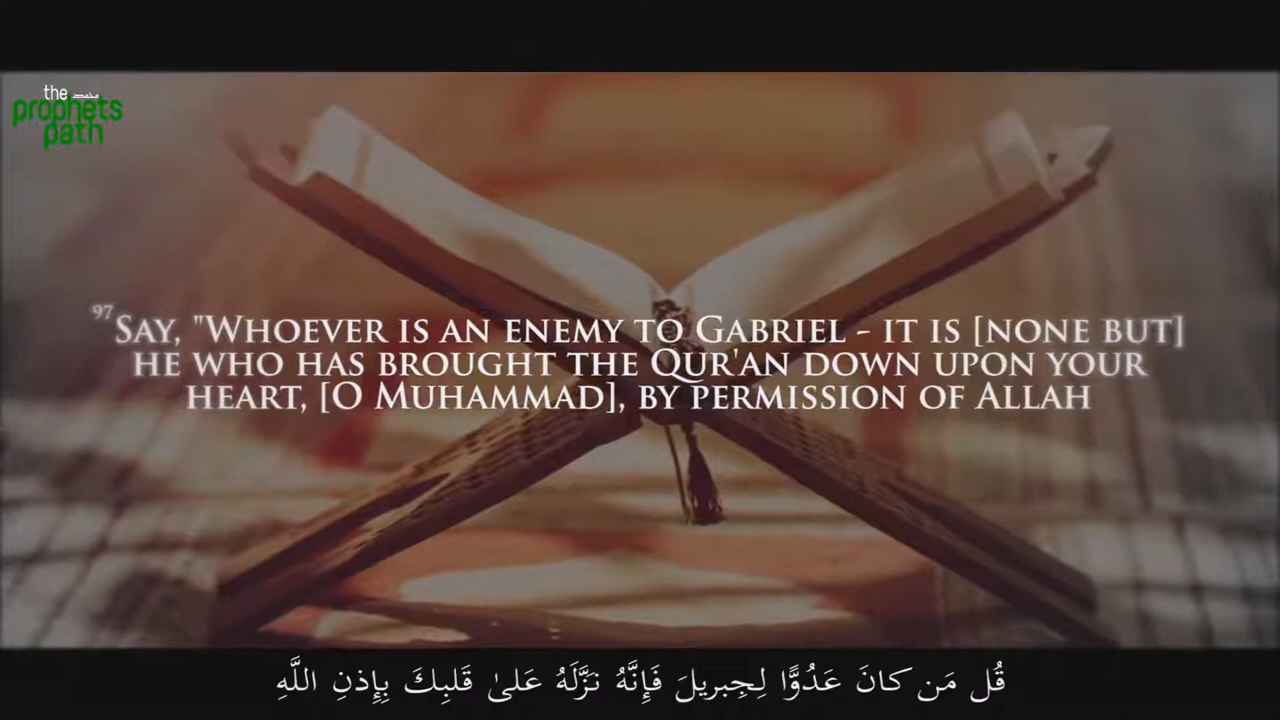 the
prophets
path
97 Say, "Whoever is an enemy to Gabriel - it is [none but]
he who has brought the Qur'an down upon your
heart, [O Muhammad], by permission of Allah
قُل مَن كانَ عَدُوًّا لِجِبريلَ فَإِنَّهُ نَزَّلَهُ عَلىٰ قَلبِكَ بِإِذنِ اللَّهِ